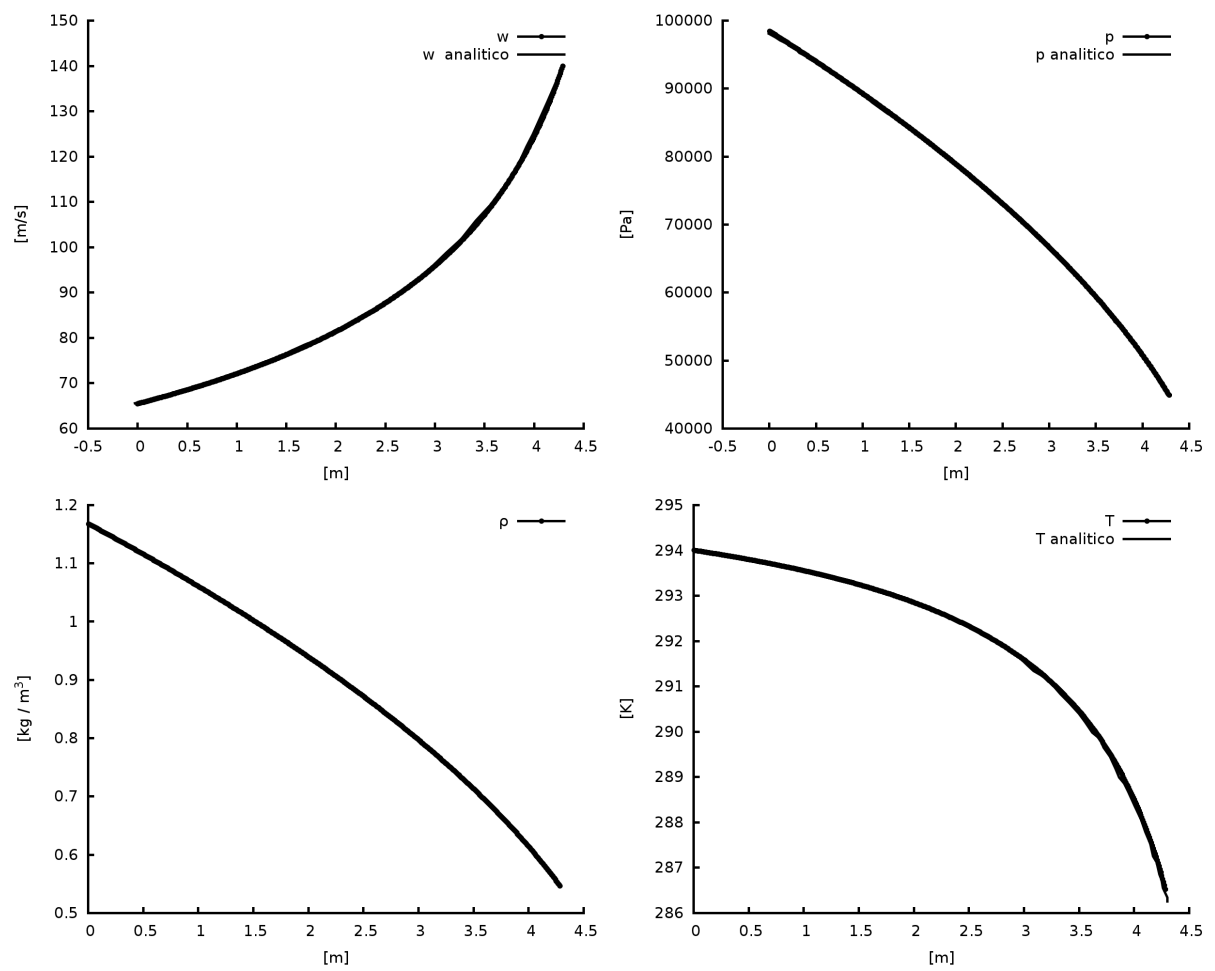 150
140
130
120
110
100
90
80
70
60
[m/s]
w
w analitico
-0.5 0 0.5 1 1.5 2 2.5 3 3.5 4 4.5
[m]
100000
90000
80000
70000
60000
50000
40000
[Pa]
p
p analitico
-0.5 0 0.5 1 1.5 2 2.5 3 3.5 4 4.5
[m]
1.2
1.1
1
0.9
0.8
0.7
0.6
0.5
[kg / m³]
ρ
0 0.5 1 1.5 2 2.5 3 3.5 4 4.5
[m]
295
294
293
292
291
290
289
288
287
286
[K]
T
T analitico
0 0.5 1 1.5 2 2.5 3 3.5 4 4.5
[m]